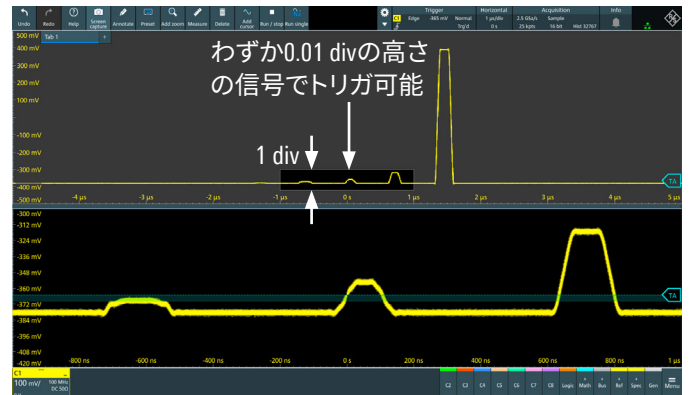 Trigger
Horizontal
Acquisition
Info
Undo
Redo
Help
Screen capture
Annotate
Preset
Add zoom
Measure
Delete
Add cursor
Run / stop
Run single
C1 Edge -365 mV Normal
Trig'd
1 µs/div
0 s
2.5 GSa/s Sample
25 kpts 16 bit Hist 32767
500 mV Tab 1 +
400 mV
300 mV
200 mV
100 mV
-100 mV
-200 mV
-300 mV
-400 mV
-500 mV
わずか0.01 divの高さ
の信号でトリガ可能
1 div
TA
-4 µs -3 µs -2 µs -1 µs 0 s 1 µs 2 µs 3 µs 4 µs 5 µs
-300 mV
-312 mV
-324 mV
-336 mV
-348 mV
-360 mV
-372 mV
-384 mV
-396 mV
-408 mV
-420 mV
TA
-800 ns -600 ns -400 ns -200 ns 0 s 200 ns 400 ns 600 ns 800 ns 1 µs
C1
100 mV/ 100 MHz
DC 50Ω
C2 C3 C4 C5 C6 C7 C8 Logic Math Bus Ref Spec Gen Menu